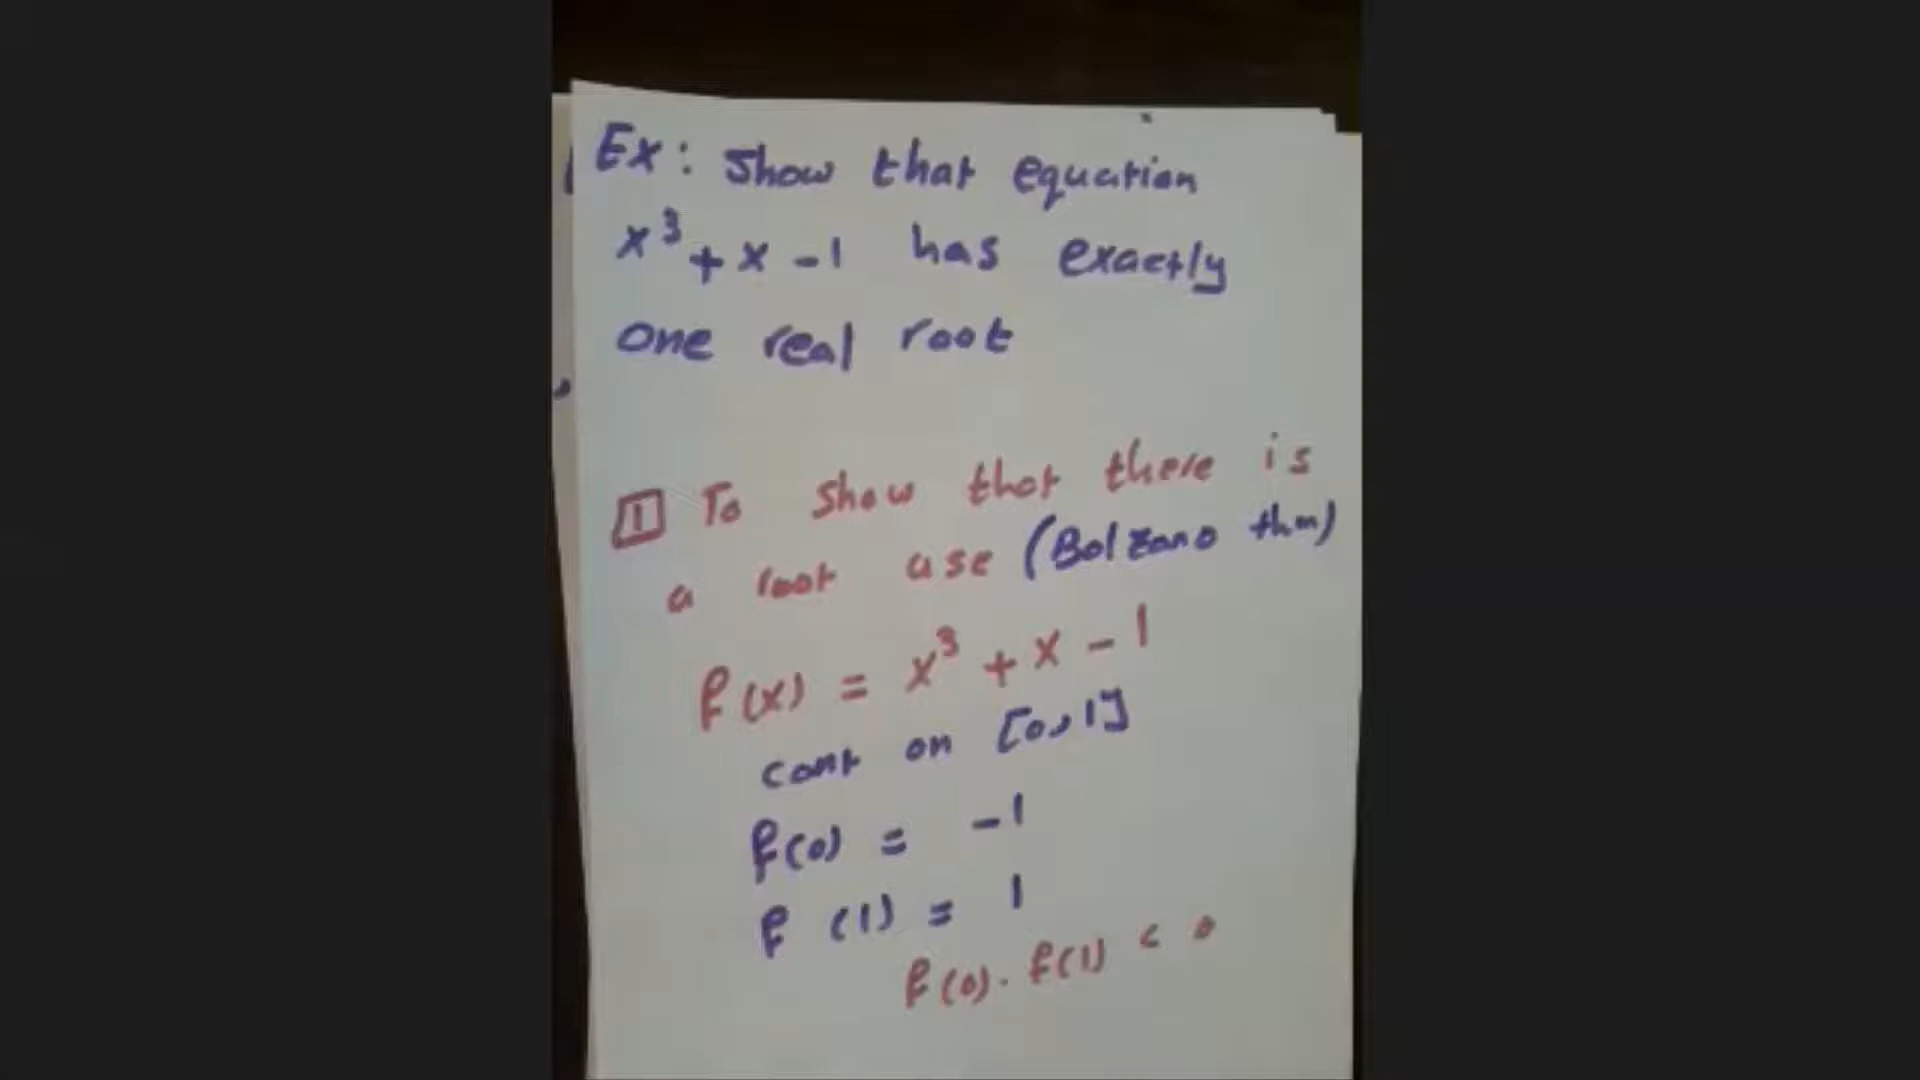 Ex: Show that equation
x³ + x - 1 has exactly
one real root
1 To show that there is
a root use (Bolzano thm)
f(x) = x³ + x - 1
cont on [0,1]
f(0) = -1
f(1) = 1
f(0). f(1) < 0